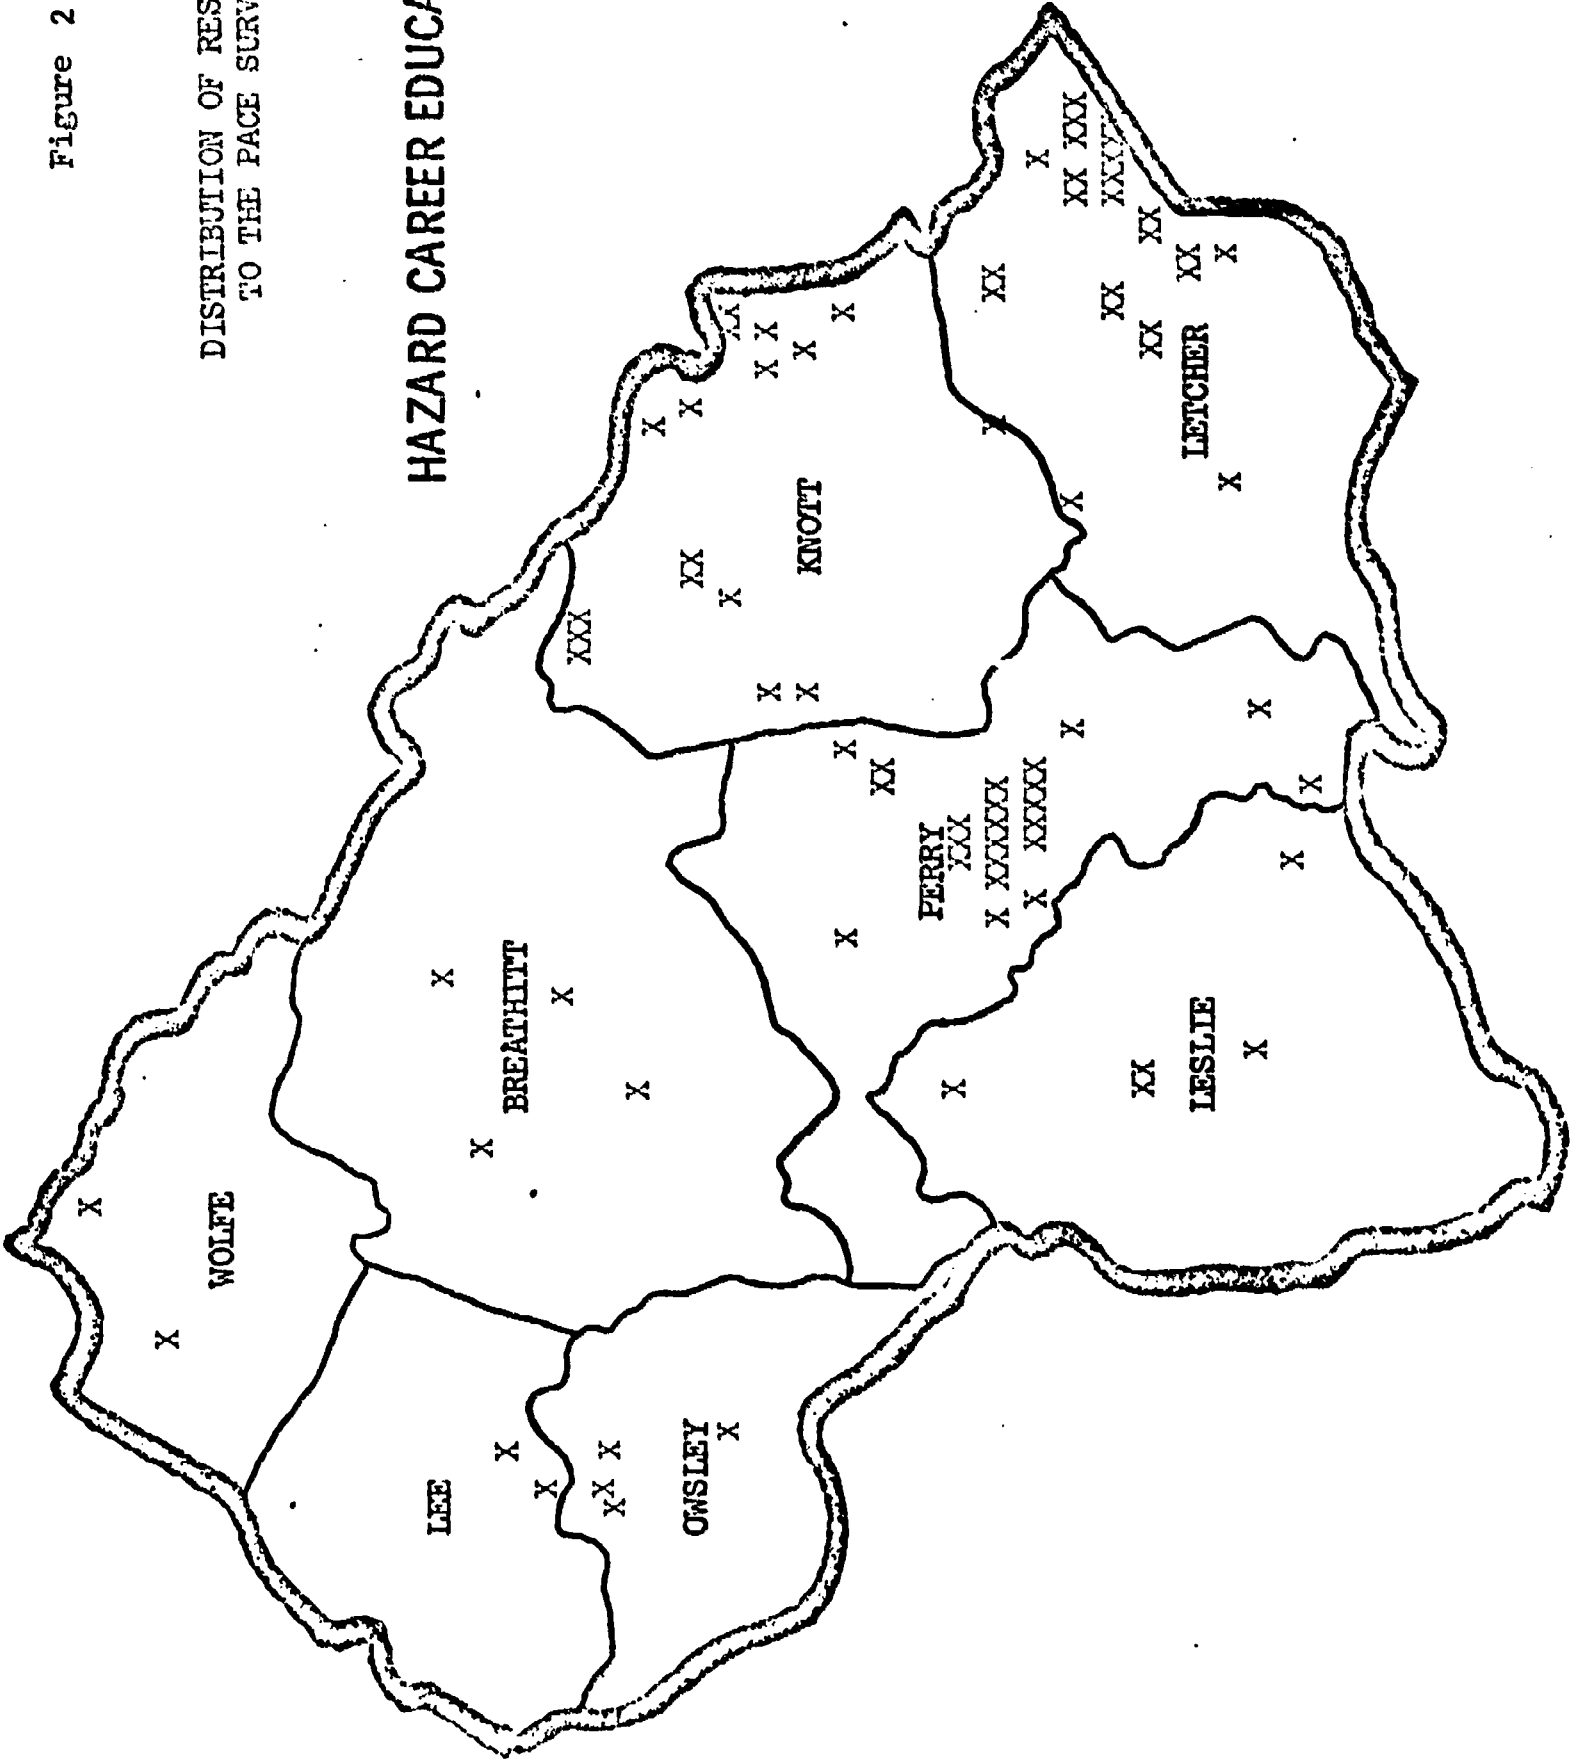 Figure 2
DISTRIBUTION OF RES
TO THE PACE SURV
HAZARD CAREER EDUCA
WOLFE
LEE
BREATHITT
OWSLEY
KNOTT
PERRY
LESLIE
LETCHER